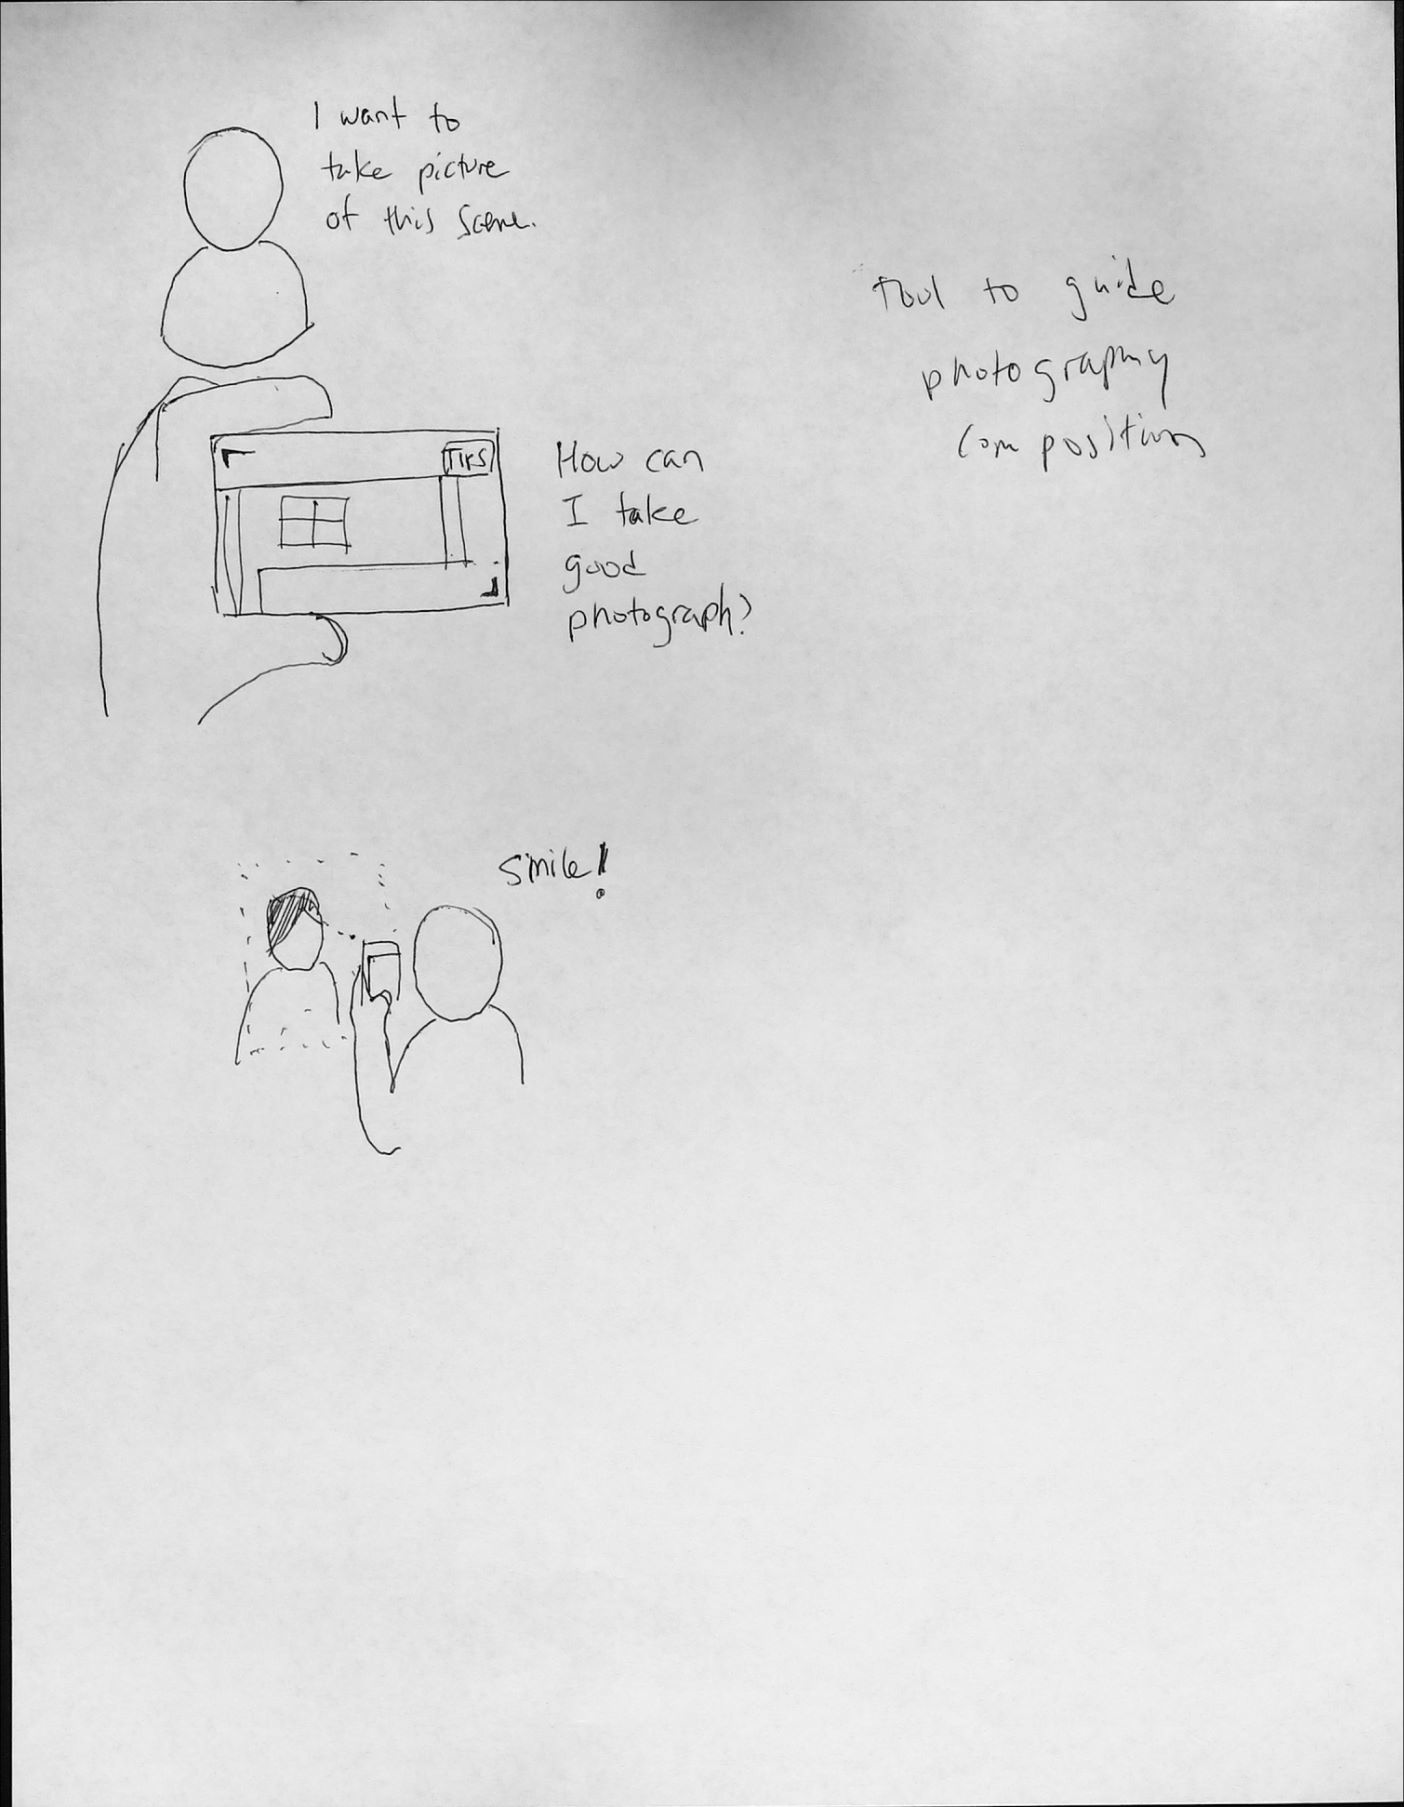 I want to
take picture
of this scene.
tool to guide
photography
composition
TIPS
How can
I take
good
photograph?
smile!